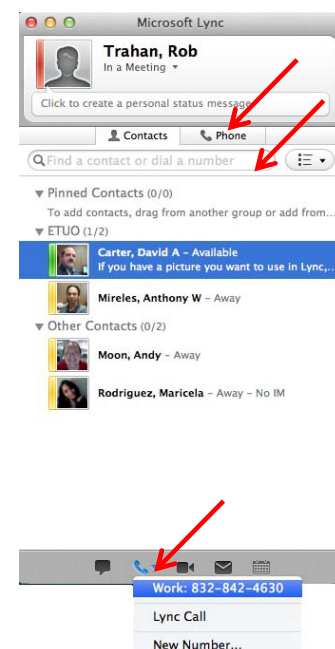 Microsoft Lync
Trahan, Rob
In a Meeting
Click to create a personal status message
Contacts
Phone
Find a contact or dial a number
Pinned Contacts (0/0)
To add contacts, drag from another group or add from...
ETUO (1/2)
Carter, David A – Available
If you have a picture you want to use in Lync,...
Mireles, Anthony W – Away
Other Contacts (0/2)
Moon, Andy – Away
Rodriguez, Maricela – Away – No IM
Work: 832-842-4630
Lync Call
New Number...